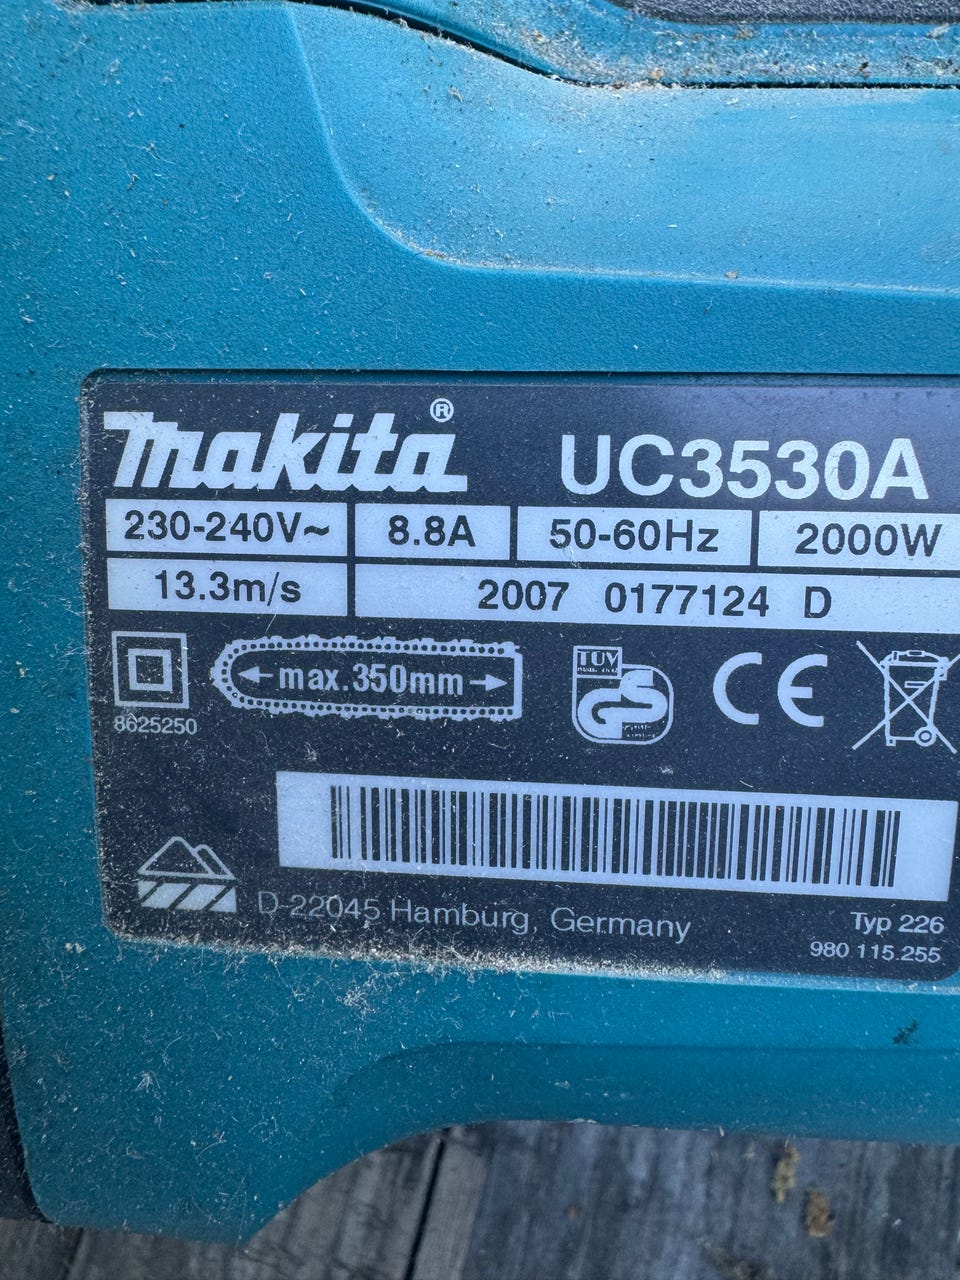 makita® UC3530A
230-240V~ 8.8A 50-60Hz 2000W
13.3m/s 2007 0177124 D
max.350mm
TÜV
GS
CE
8625250
D-22045 Hamburg, Germany
Typ 226
980 115.255